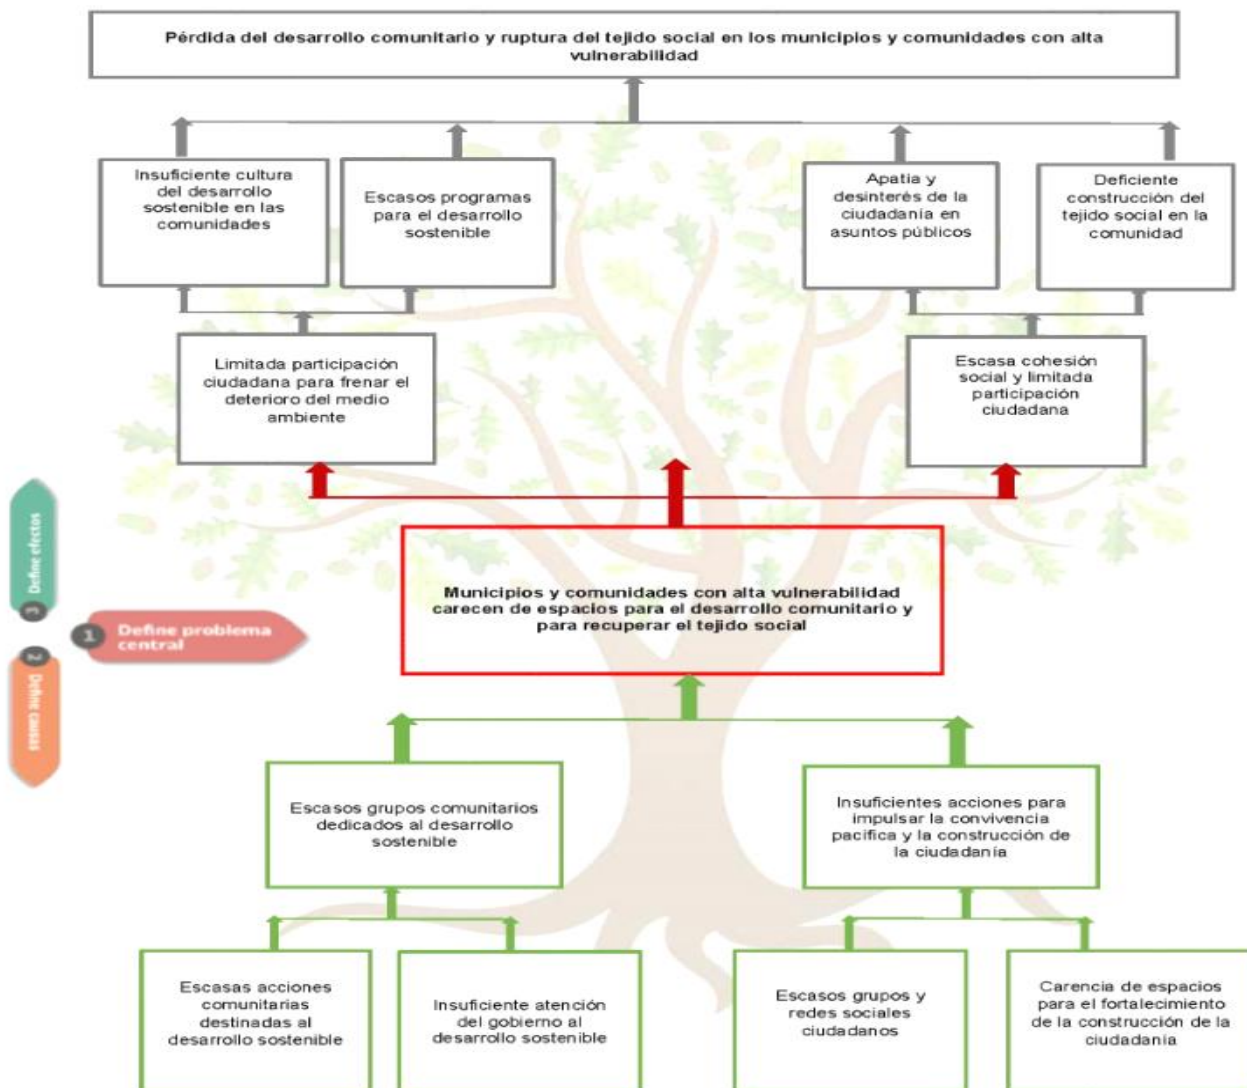 Pérdida del desarrollo comunitario y ruptura del tejido social en los municipios y comunidades con alta
vulnerabilidad
Insuficiente cultura
del desarrollo
sostenible en las
comunidades
Escasos programas
para el desarrollo
sostenible
Apatía y
desinterés de la
ciudadanía en
asuntos públicos
Deficiente
construcción del
tejido social en la
comunidad
Limitada participación
ciudadana para frenar el
deterioro del medio
ambiente
Escasa cohesión
social y limitada
participación
ciudadana
3 Define efectos
1 Define problema
central
2 Define causas
Municipios y comunidades con alta vulnerabilidad
carecen de espacios para el desarrollo comunitario y
para recuperar el tejido social
Escasos grupos comunitarios
dedicados al desarrollo
sostenible
Insuficientes acciones para
impulsar la convivencia
pacífica y la construcción de
la ciudadanía
Escasas acciones
comunitarias
destinadas al
desarrollo sostenible
Insuficiente atención
del gobierno al
desarrollo sostenible
Escasos grupos y
redes sociales
ciudadanos
Carencia de espacios
para el fortalecimiento
de la construcción de la
ciudadanía